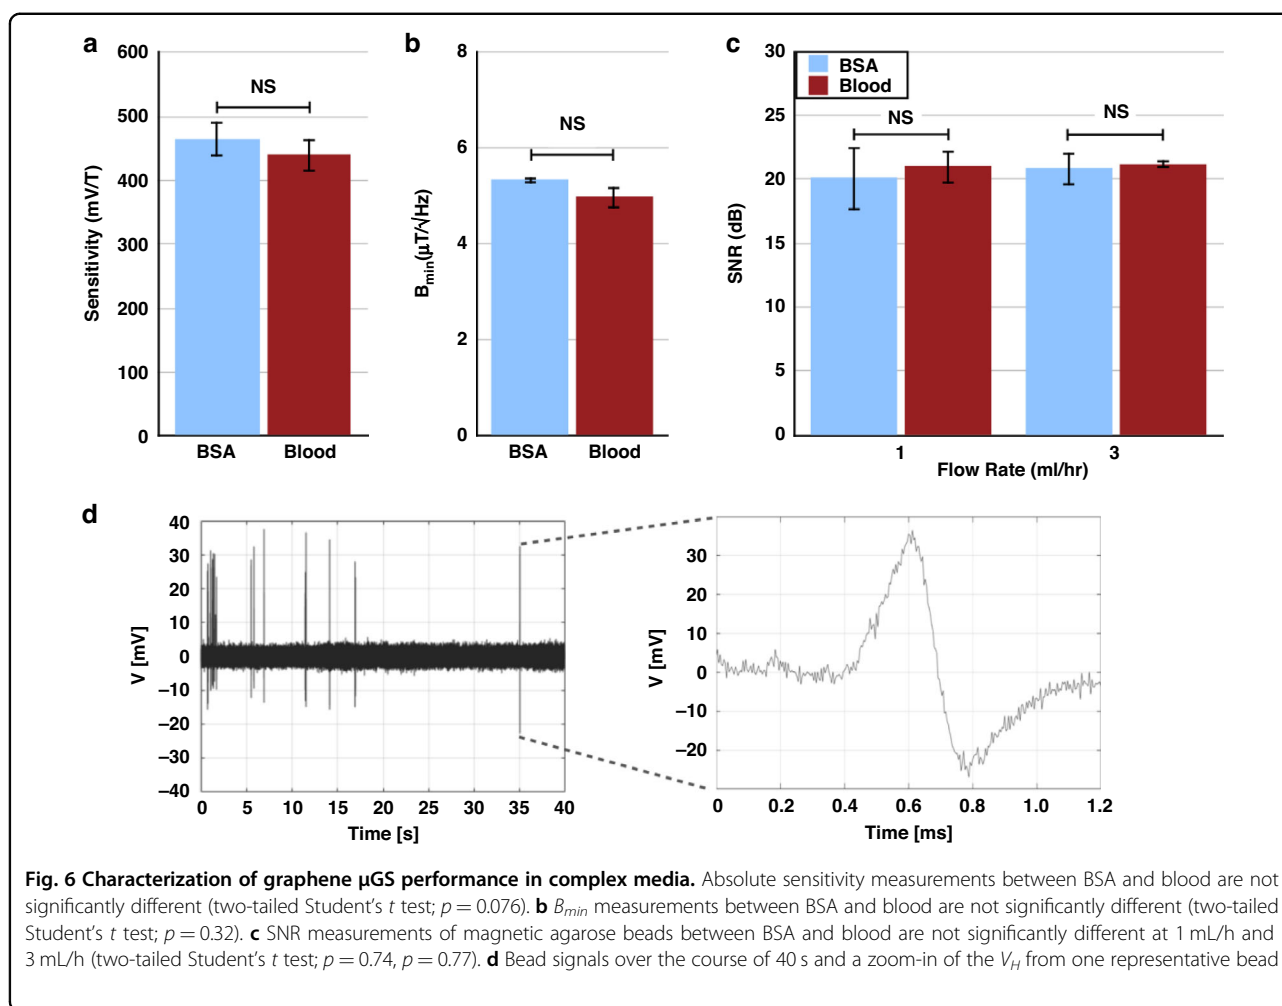 a
600
500
400
300
200
100
0
Sensitivity (mV/T)
NS
BSA
Blood
b
8
6
4
2
0
B_min(µT/√Hz)
NS
BSA
Blood
c
30
25
20
15
10
5
0
SNR (dB)
BSA
Blood
NS
NS
1
3
Flow Rate (ml/hr)
d
40
30
20
10
0
–10
–20
–30
–40
V [mV]
0 5 10 15 20 25 30 35 40
Time [s]
30
20
10
0
–10
–20
V [mV]
0 0.2 0.4 0.6 0.8 1.0 1.2
Time [ms]
Fig. 6 Characterization of graphene µGS performance in complex media. Absolute sensitivity measurements between BSA and blood are not
significantly different (two-tailed Student's t test; p = 0.076). b B_min measurements between BSA and blood are not significantly different (two-tailed
Student's t test; p = 0.32). c SNR measurements of magnetic agarose beads between BSA and blood are not significantly different at 1 mL/h and
3 mL/h (two-tailed Student's t test; p = 0.74, p = 0.77). d Bead signals over the course of 40 s and a zoom-in of the V_H from one representative bead